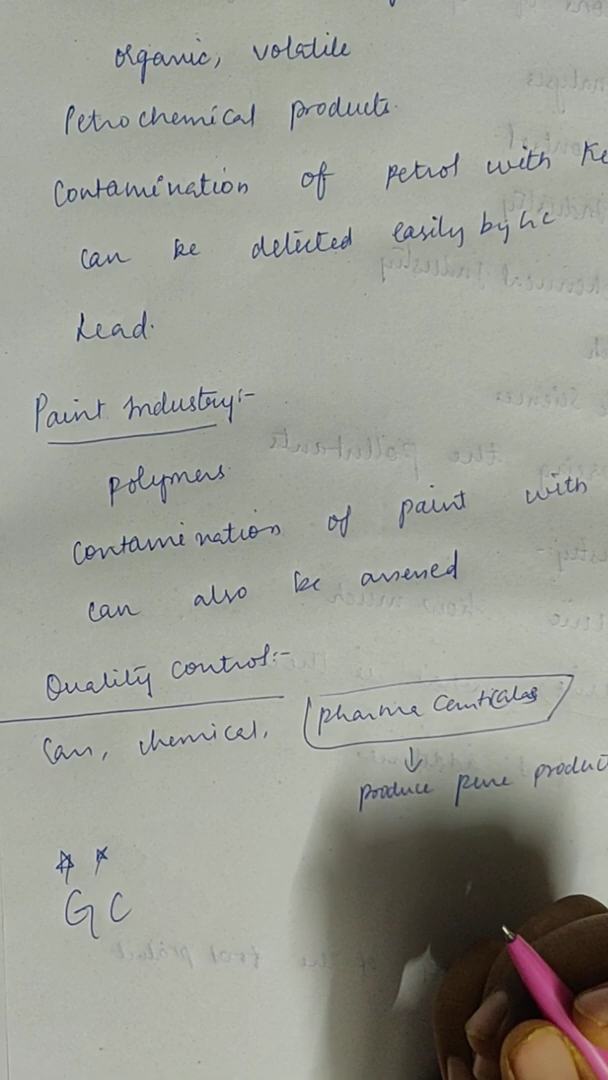 organic, volatile
Petrochemical products.
Contamination of petrol with Ke
can be detected easily by GC
Lead.
Paint Industry:-
Polymers
Contamination of paint with
can also be assessed
Quality control:-
chemical, pharmaceuticals
produce pure product
GC